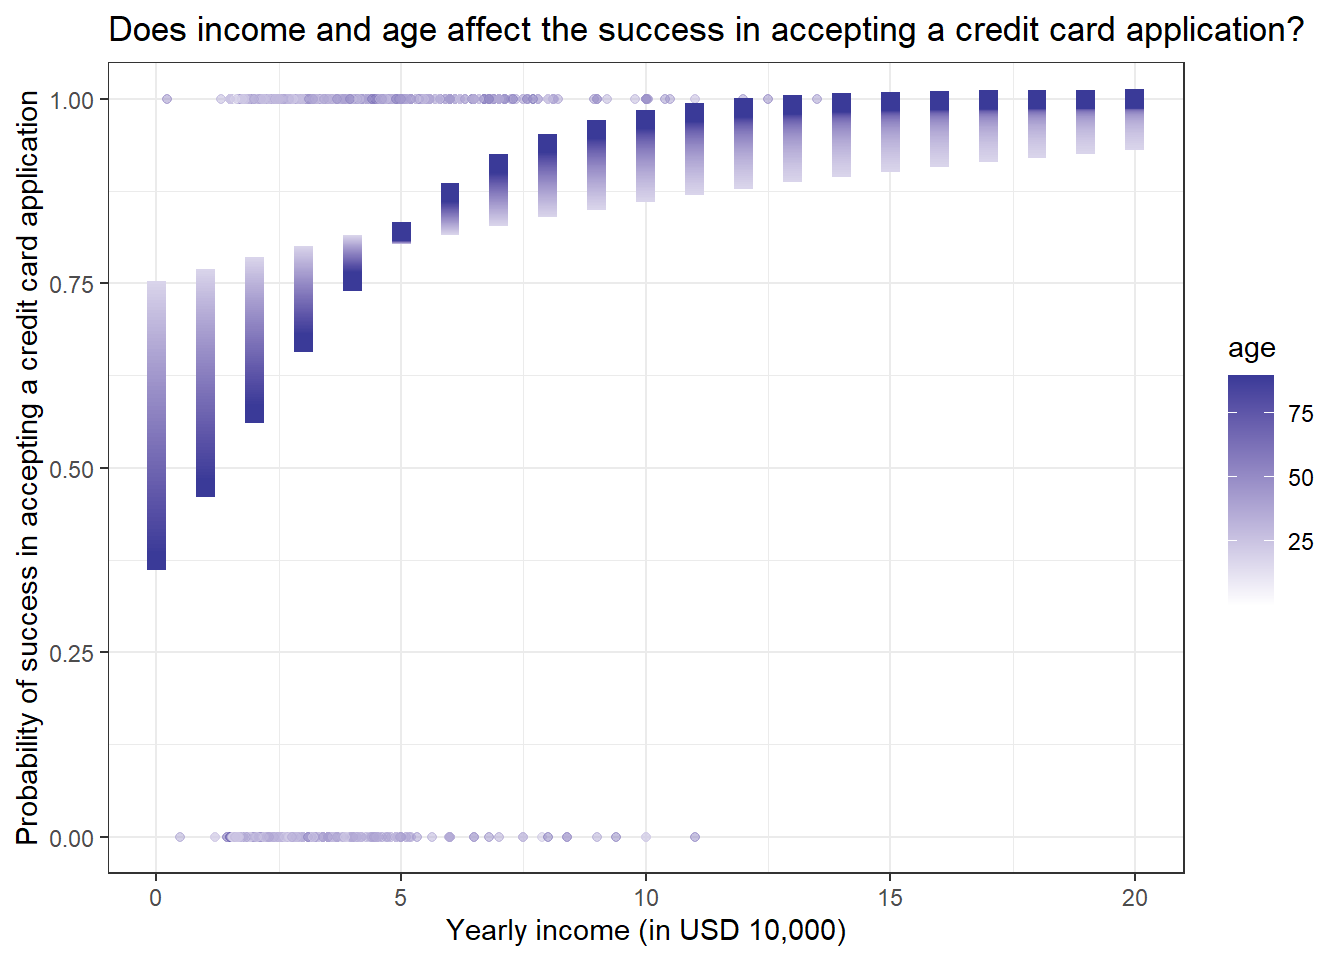 Does income and age affect the success in accepting a credit card application?
Probability of success in accepting a credit card application
1.00
0.75
0.50
0.25
0.00
0 5 10 15 20
Yearly income (in USD 10,000)
age
75
50
25